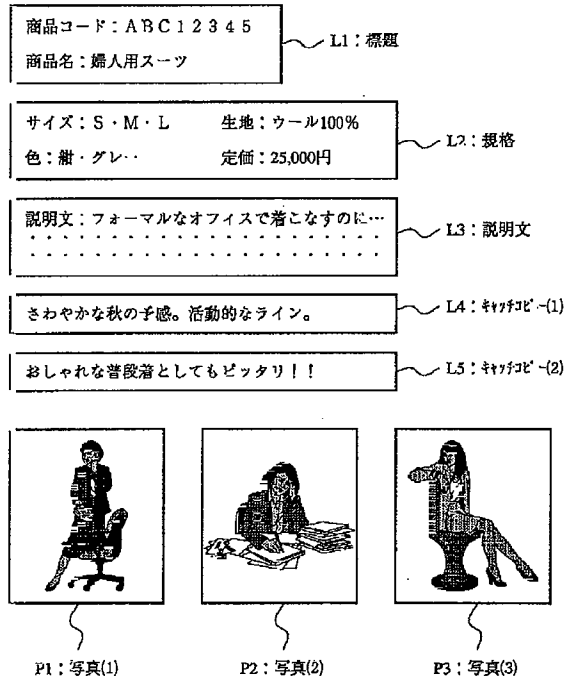 商品コード：ABC12345
商品名：婦人用スーツ
L1：標題
サイズ：S・M・L 生地：ウール100%
色：紺・グレ‥ 定価：25,000円
L2：規格
説明文：フォーマルなオフィスで着こなすのに…
L3：説明文
さわやかな秋の予感。活動的なライン。
L4：ｷｬｯﾁｺﾋﾟｰ(1)
おしゃれな普段着としてもピッタリ！！
L5：ｷｬｯﾁｺﾋﾟｰ(2)
P1：写真(1) P2：写真(2) P3：写真(3)